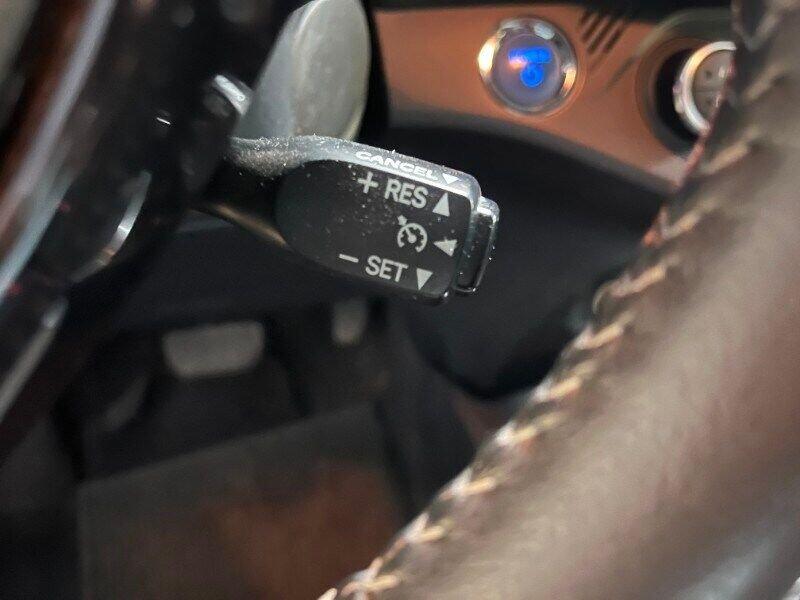 CANCEL ▼
+ RES ▲
◀
− SET ▼